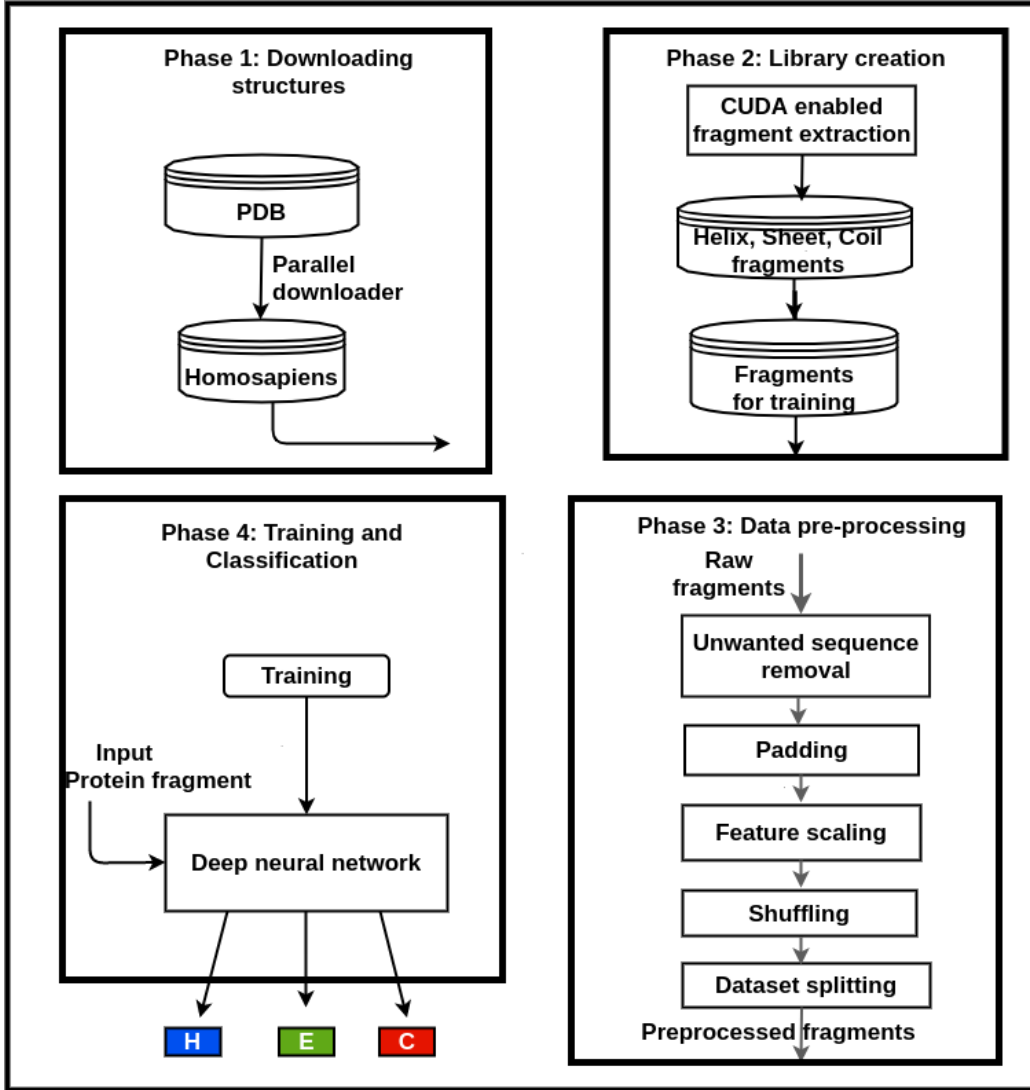 Phase 1: Downloading
structures
PDB
Parallel
downloader
Homosapiens
Phase 2: Library creation
CUDA enabled
fragment extraction
Helix, Sheet, Coil
fragments
Fragments
for training
Phase 3: Data pre-processing
Raw
fragments
Unwanted sequence
removal
Padding
Feature scaling
Shuffling
Dataset splitting
Preprocessed fragments
Phase 4: Training and
Classification
Training
Input
Protein fragment
Deep neural network
H
E
C